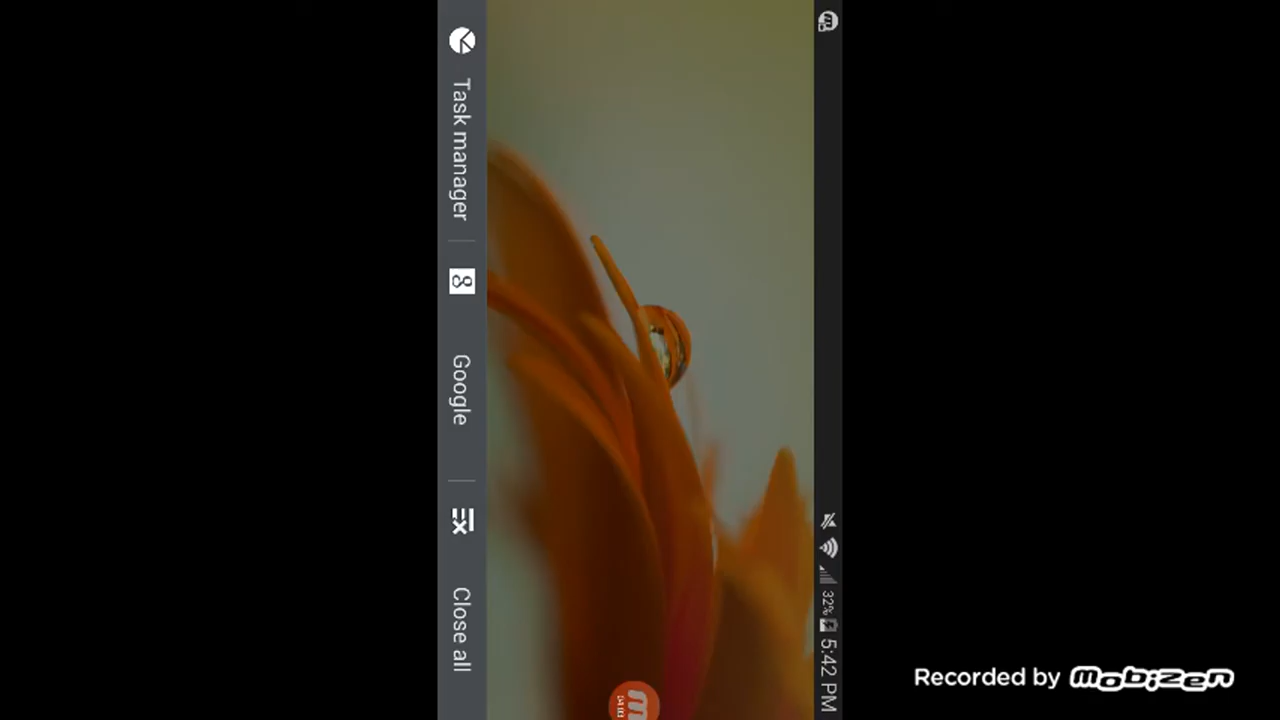 32% 5:42 PM
Task manager
Google
Close all
Recorded by mobizen